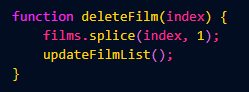 function deleteFilm(index) {
    films.splice(index, 1);
    updateFilmList();
}